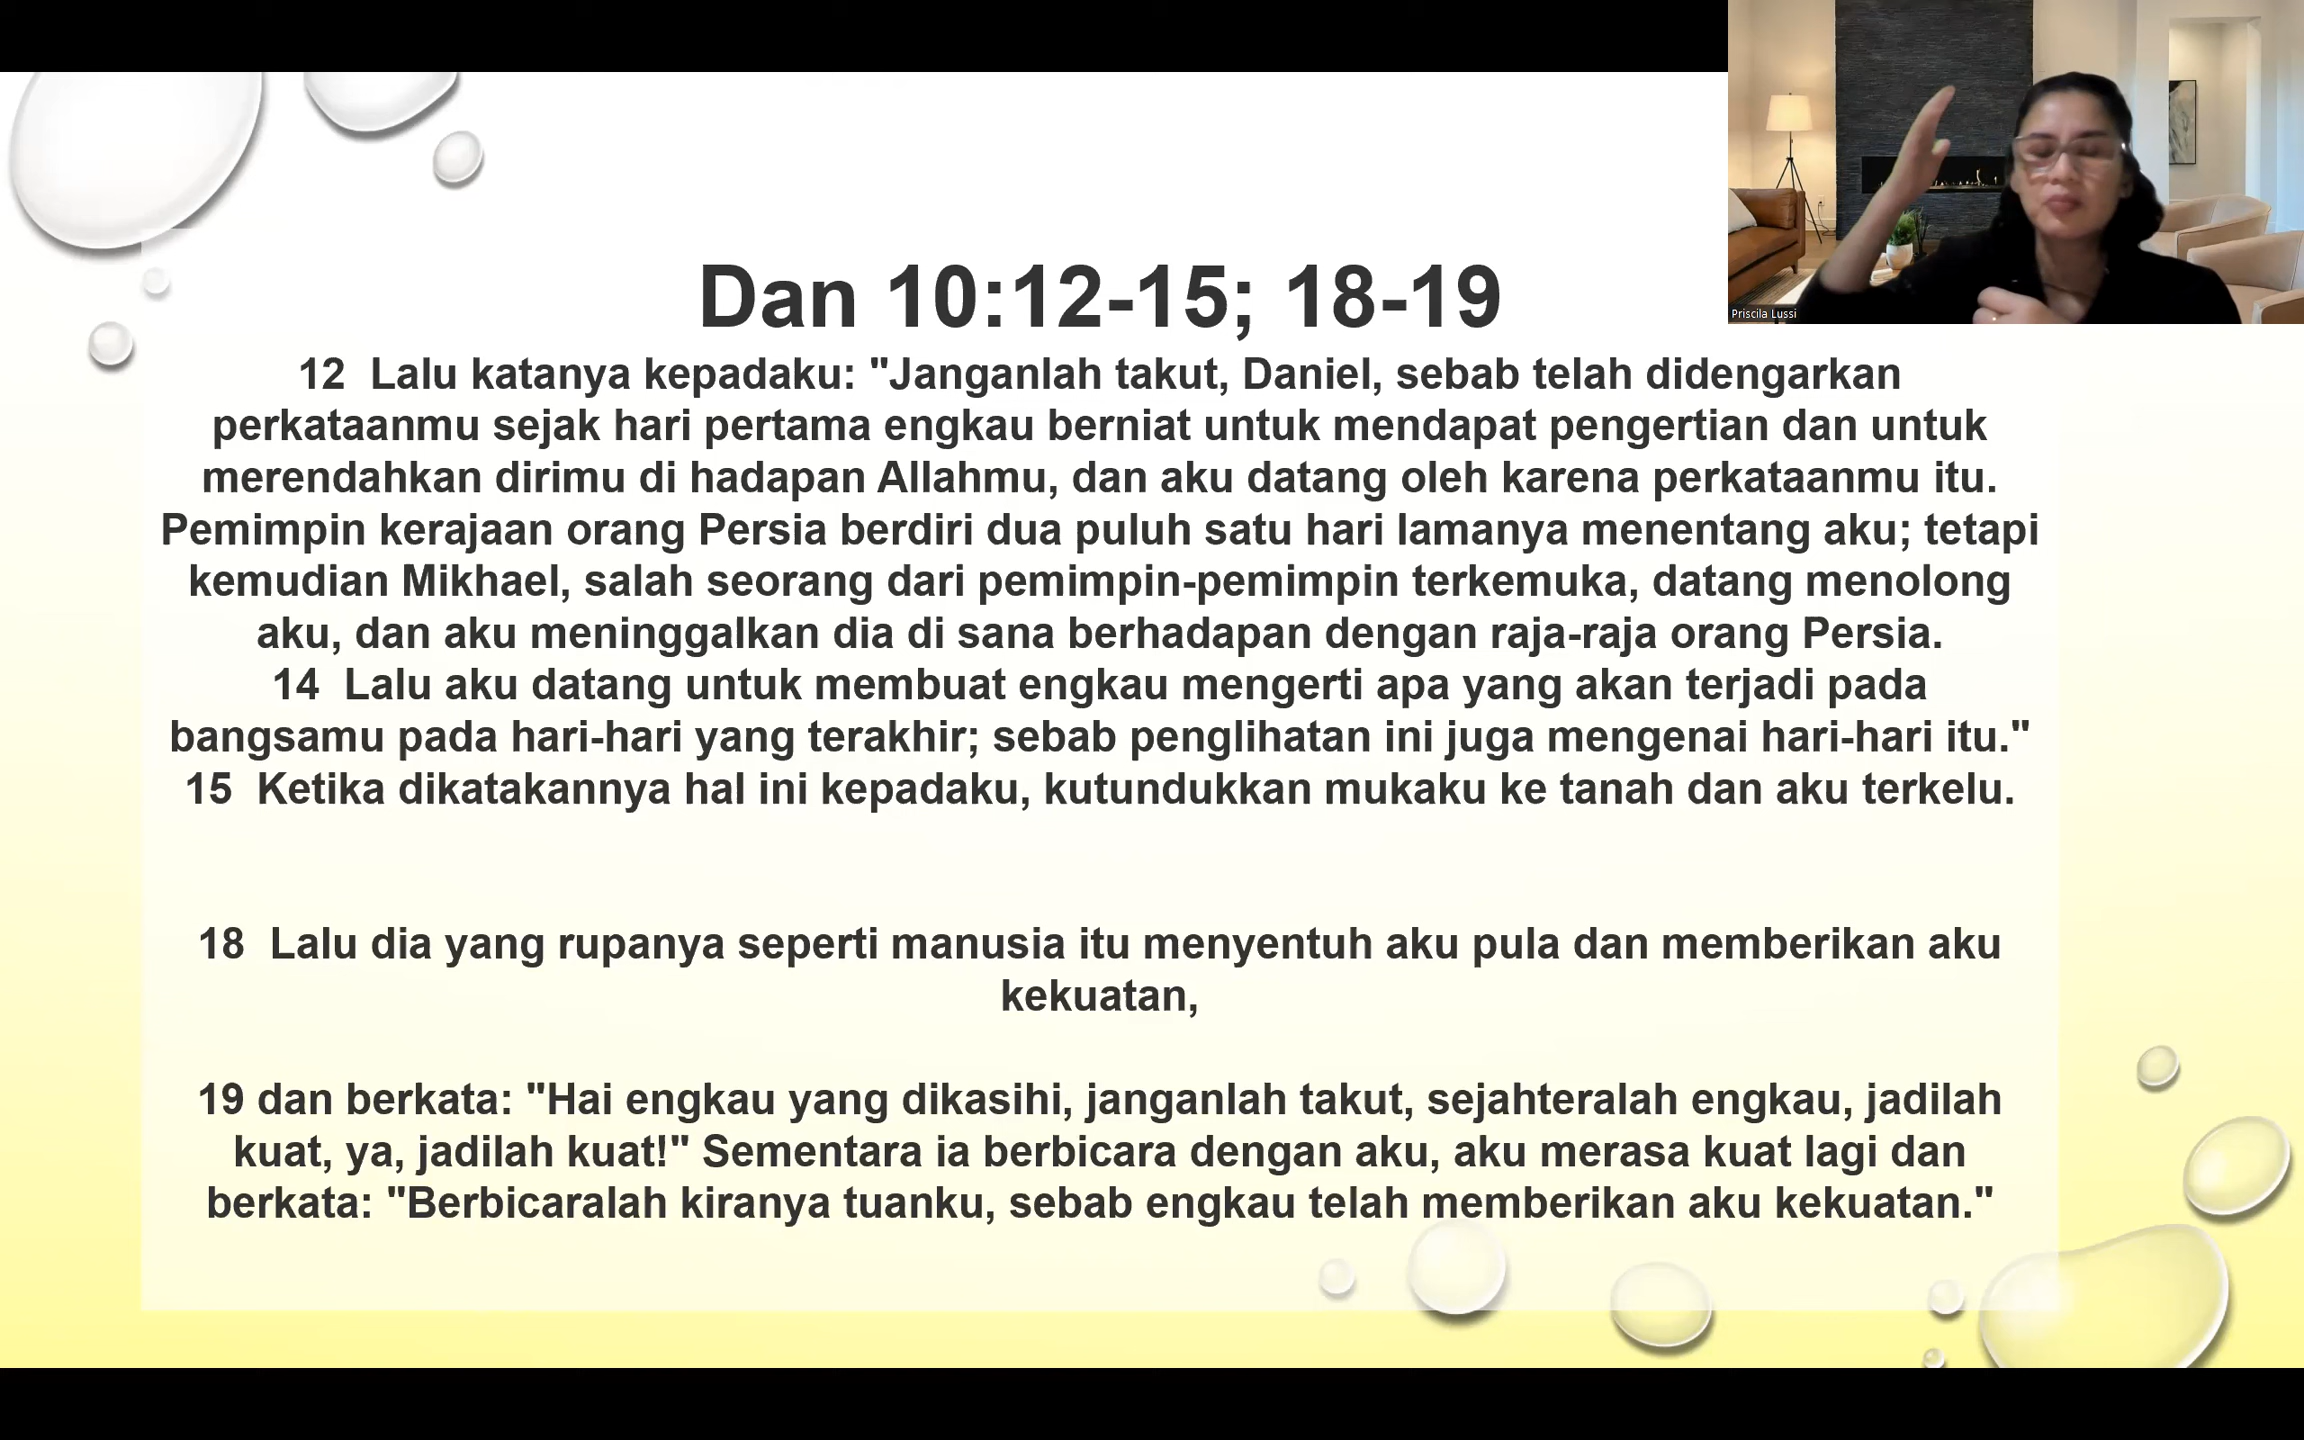 Priscila Lussi
Dan 10:12-15; 18-19
12 Lalu katanya kepadaku: "Janganlah takut, Daniel, sebab telah didengarkan
perkataanmu sejak hari pertama engkau berniat untuk mendapat pengertian dan untuk
merendahkan dirimu di hadapan Allahmu, dan aku datang oleh karena perkataanmu itu.
Pemimpin kerajaan orang Persia berdiri dua puluh satu hari lamanya menentang aku; tetapi
kemudian Mikhael, salah seorang dari pemimpin-pemimpin terkemuka, datang menolong
aku, dan aku meninggalkan dia di sana berhadapan dengan raja-raja orang Persia.
14 Lalu aku datang untuk membuat engkau mengerti apa yang akan terjadi pada
bangsamu pada hari-hari yang terakhir; sebab penglihatan ini juga mengenai hari-hari itu."
15 Ketika dikatakannya hal ini kepadaku, kutundukkan mukaku ke tanah dan aku terkelu.
18 Lalu dia yang rupanya seperti manusia itu menyentuh aku pula dan memberikan aku
kekuatan,
19 dan berkata: "Hai engkau yang dikasihi, janganlah takut, sejahteralah engkau, jadilah
kuat, ya, jadilah kuat!" Sementara ia berbicara dengan aku, aku merasa kuat lagi dan
berkata: "Berbicaralah kiranya tuanku, sebab engkau telah memberikan aku kekuatan."